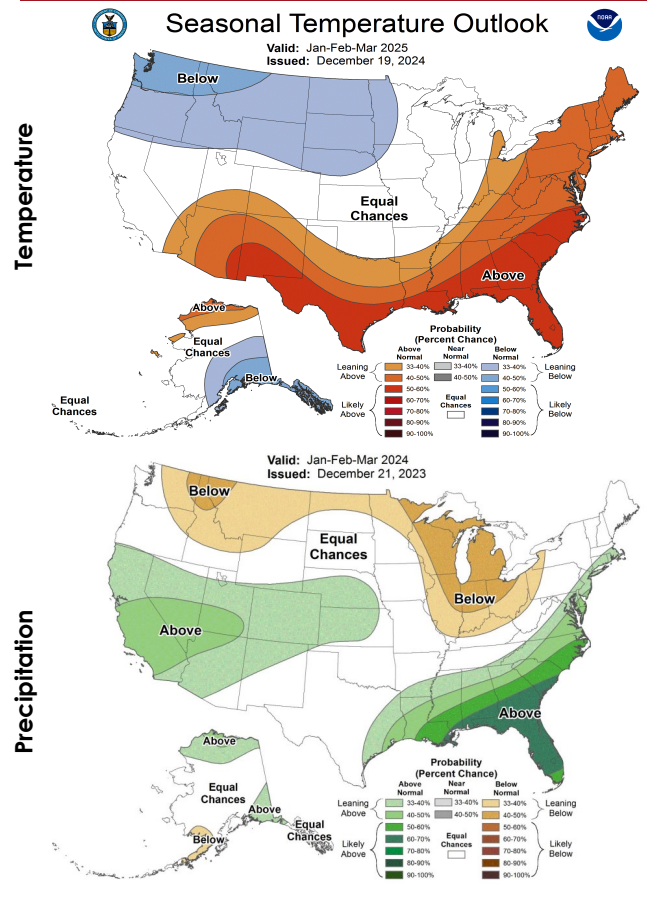 NOAA
Seasonal Temperature Outlook
Valid: Jan-Feb-Mar 2025
Issued: December 19, 2024
Temperature
Below
Equal
Chances
Above
Above
Equal
Chances
Below
Equal
Chances
Probability
(Percent Chance)
Above Normal
Near Normal
Below Normal
Leaning Above
33-40% 33-40% 33-40%
40-50% 40-50% 40-50%
Leaning Below
Likely Above
50-60% 50-60%
60-70% 60-70%
70-80% Equal Chances 70-80%
80-90% 80-90%
90-100% 90-100%
Likely Below
Valid: Jan-Feb-Mar 2024
Issued: December 21, 2023
Precipitation
Below
Equal
Chances
Below
Above
Above
Above
Equal
Chances
Above
Equal
Chances
Below
Probability
(Percent Chance)
Above Normal
Near Normal
Below Normal
Leaning Above
33-40% 33-40% 33-40%
40-50% 40-50% 40-50%
Leaning Below
Likely Above
50-60% 50-60%
60-70% 60-70%
70-80% Equal Chances 70-80%
80-90% 80-90%
90-100% 90-100%
Likely Below